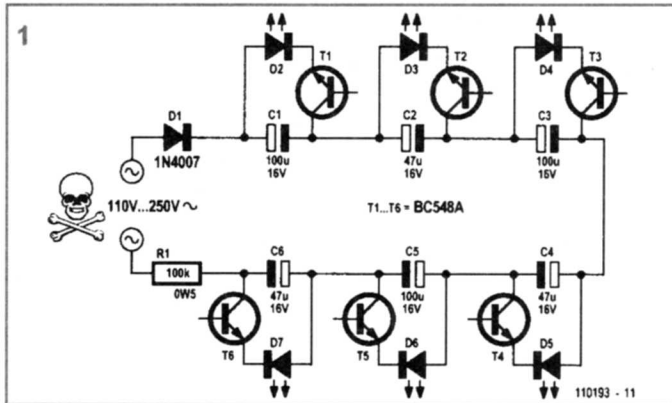 1
D2
T1
D3
T2
D4
T3
D1
1N4007
C1
100u
16V
C2
47u
16V
C3
100u
16V
110V...250V ~
T1...T6 = BC548A
R1
100k
0W5
C6
47u
16V
C5
100u
16V
C4
47u
16V
T6
D7
T5
D6
T4
D5
110193 - 11